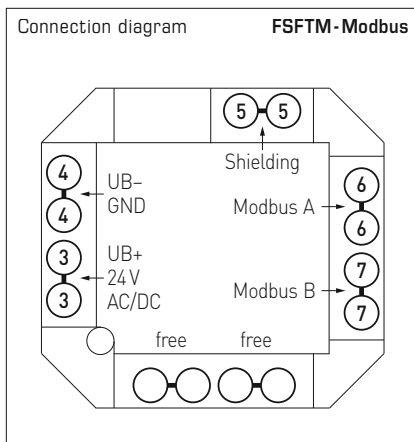 Connection diagram FSFTM-Modbus
5 5
Shielding
4
4
UB–
GND
3
3
UB+
24 V
AC/DC
Modbus A
6
6
Modbus B
7
7
free free